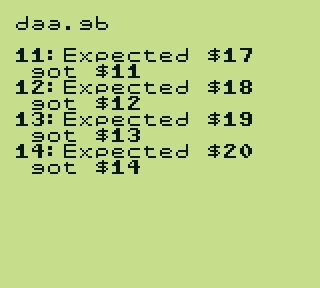 daa.gb
11: Expected $17
got $11
12: Expected $18
got $12
13: Expected $19
got $13
14: Expected $20
got $14